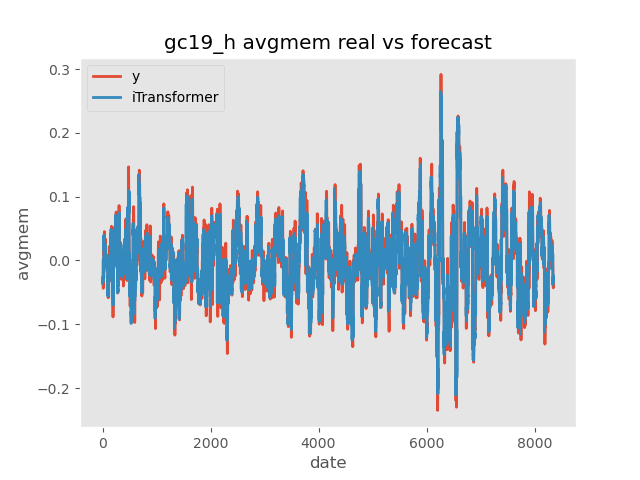 gc19_h avgmem real vs forecast
y
iTransformer
0.3
0.2
0.1
0.0
−0.1
−0.2
avgmem
0
2000
4000
6000
8000
date